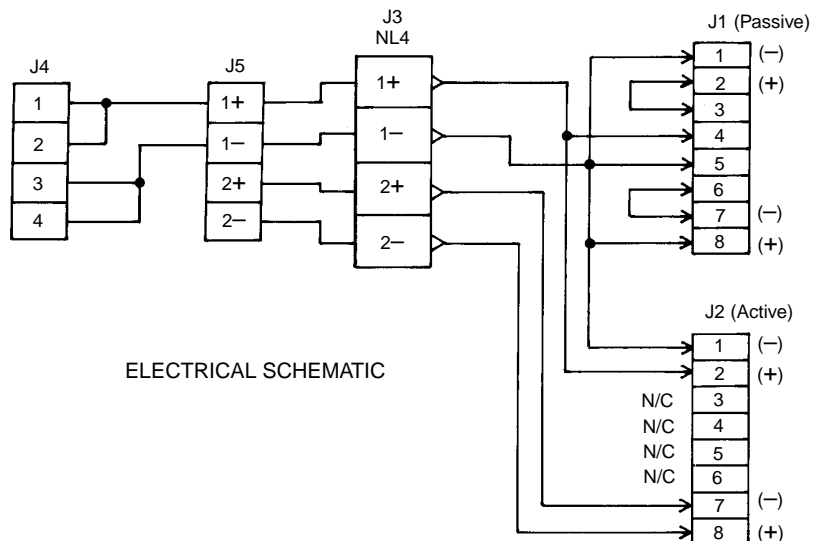 J4
1
2
3
4
J5
1+
1−
2+
2−
J3
NL4
1+
1−
2+
2−
J1 (Passive)
1 (−)
2 (+)
3
4
5
6
7 (−)
8 (+)
J2 (Active)
1 (−)
2 (+)
N/C 3
N/C 4
N/C 5
N/C 6
7 (−)
8 (+)
ELECTRICAL SCHEMATIC